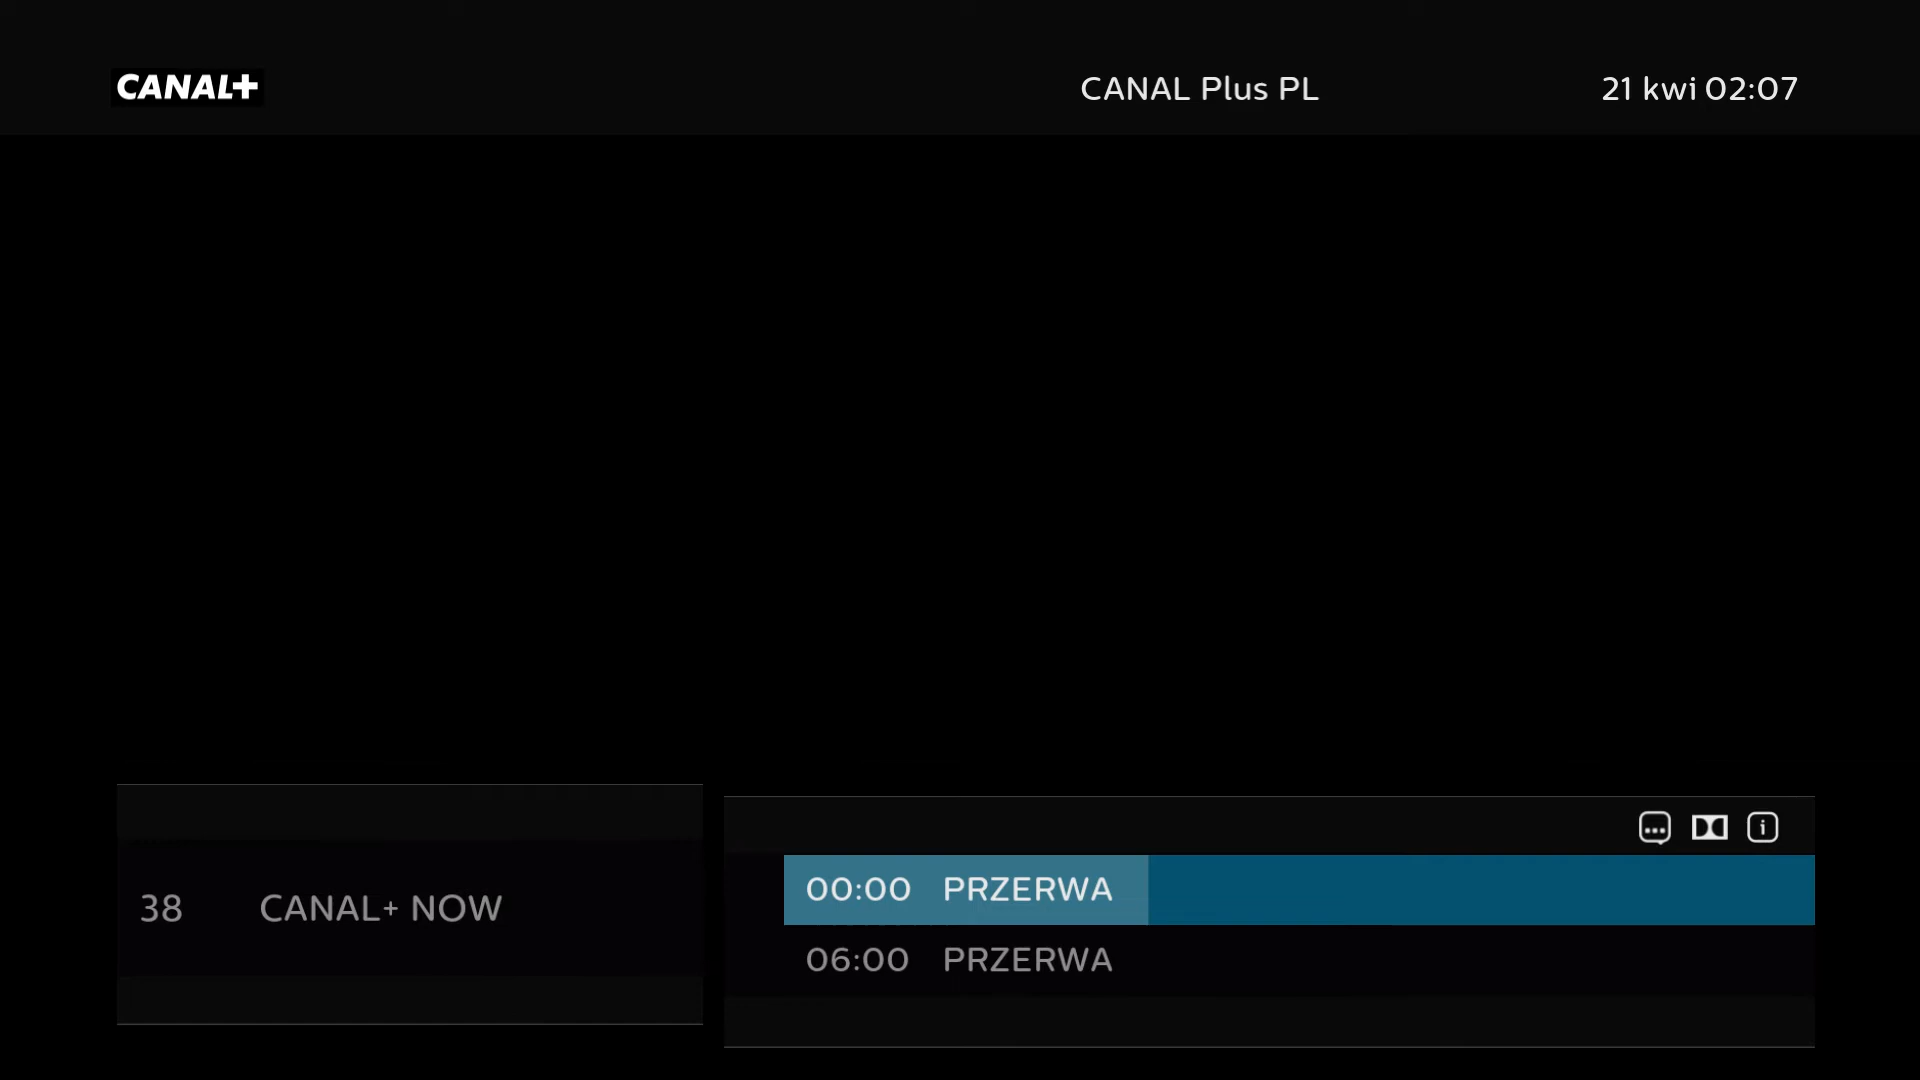 CANAL+
CANAL Plus PL
21 kwi 02:07
38 CANAL+ NOW
00:00 PRZERWA
06:00 PRZERWA